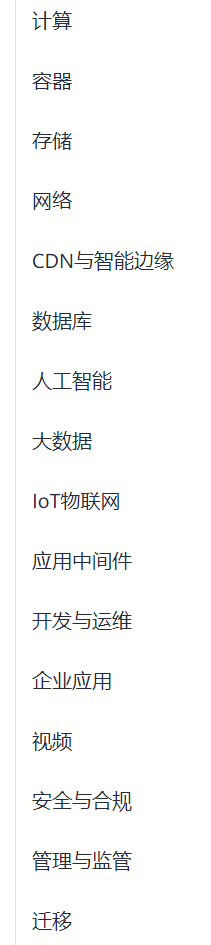 计算
容器
存储
网络
CDN与智能边缘
数据库
人工智能
大数据
IoT物联网
应用中间件
开发与运维
企业应用
视频
安全与合规
管理与监管
迁移